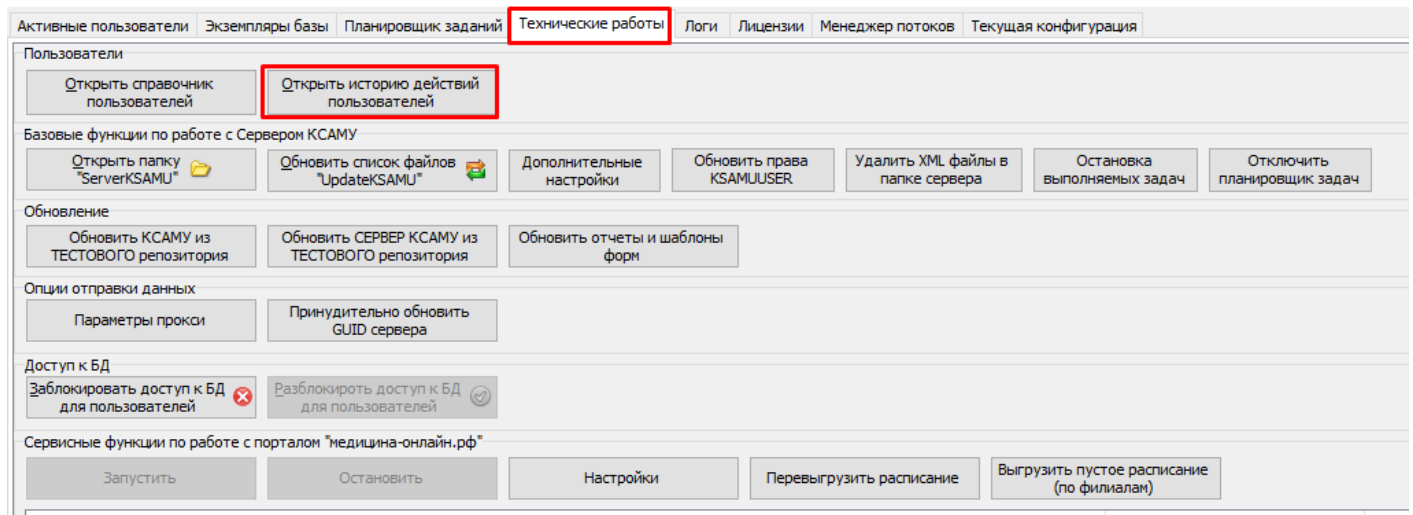 Активные пользователи Экземпляры базы Планировщик заданий Технические работы Логи Лицензии Менеджер потоков Текущая конфигурация
Пользователи
Открыть справочник пользователей
Открыть историю действий пользователей
Базовые функции по работе с Сервером КСАМУ
Открыть папку "ServerKSAMU"
Обновить список файлов "UpdateKSAMU"
Дополнительные настройки
Обновить права KSAMUUSER
Удалить XML файлы в папке сервера
Остановка выполняемых задач
Отключить планировщик задач
Обновление
Обновить КСАМУ из ТЕСТОВОГО репозитория
Обновить СЕРВЕР КСАМУ из ТЕСТОВОГО репозитория
Обновить отчеты и шаблоны форм
Опции отправки данных
Параметры прокси
Принудительно обновить GUID сервера
Доступ к БД
Заблокировать доступ к БД для пользователей
Разблокироть доступ к БД для пользователей
Сервисные функции по работе с порталом "медицина-онлайн.рф"
Запустить
Остановить
Настройки
Перевыгрузить расписание
Выгрузить пустое расписание (по филиалам)